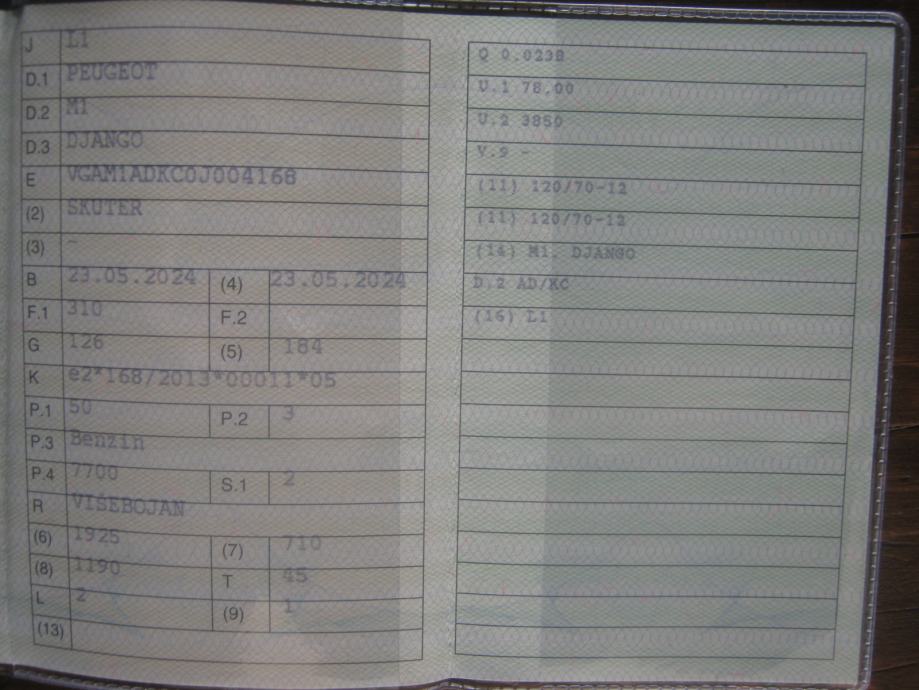 J L1
D.1 PEUGEOT
D.2 M1
D.3 DJANGO
E VGAM1ADKC0J004168
(2) SKUTER
(3) -
B 23.05.2024 (4) 23.05.2024
F.1 310 F.2
G 126 (5) 184
K e2*168/2013*00011*05
P.1 50 P.2 3
P.3 Benzin
P.4 7700 S.1 2
R VIŠEBOJAN
(6) 1925 (7) 710
(8) 1190 T 45
L 2 (9) 1
(13)
Q 0.0238
U.1 78,00
U.2 3850
V.9 -
(11) 120/70-12
(11) 120/70-12
(14) M1, DJANGO
D.2 AD/KC
(16) L1